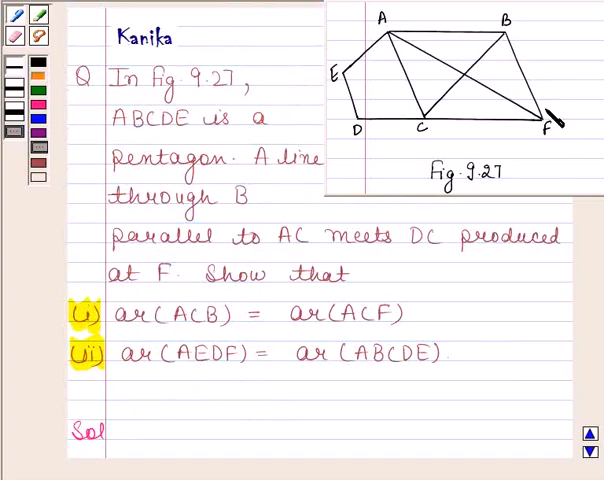 Kanika
Q In Fig 9.27,
ABCDE is a
pentagon. A line
through B
parallel to AC meets DC produced
at F. Show that
(i) ar(ACB) = ar(ACF)
(ii) ar(AEDF) = ar(ABCDE).
Sol
A B
E
D C F
Fig. 9.27